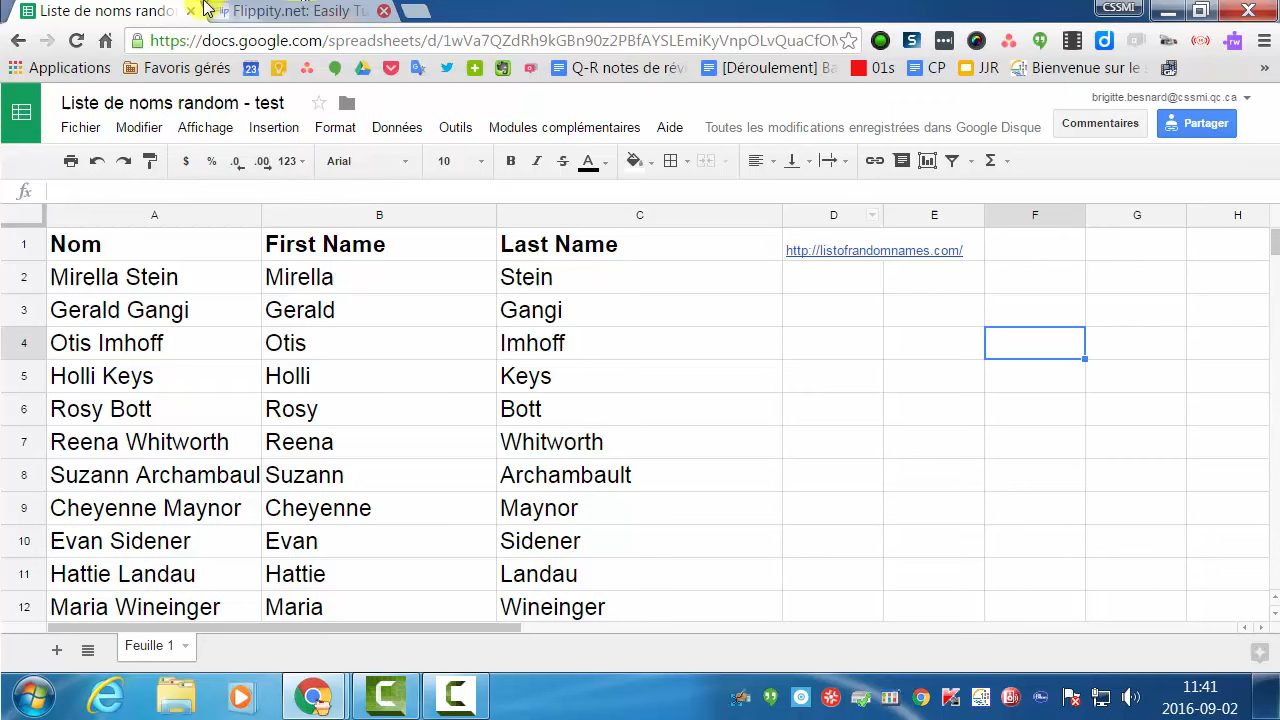 Liste de noms rando
Flippity.net: Easily Tu
CSSMI
https://docs.google.com/spreadsheets/d/1wVa7QZdRh9kGBn90z2PBfAYSLEmiKyVnpOLvQuaCfOM
Applications
Favoris gérés
23
Q-R notes de révi
[Déroulement] Ba
01s
CP
JJR
Bienvenue sur le s
»
Liste de noms random - test
brigitte.besnard@cssmi.qc.ca
Fichier Modifier Affichage Insertion Format Données Outils Modules complémentaires Aide Toutes les modifications enregistrées dans Google Disque
Commentaires
Partager
$ % .0 .00 123 Arial 10 B I S A Σ
fx
A B C D E F G H
1 Nom First Name Last Name http://listofrandomnames.com/
2 Mirella Stein Mirella Stein
3 Gerald Gangi Gerald Gangi
4 Otis Imhoff Otis Imhoff
5 Holli Keys Holli Keys
6 Rosy Bott Rosy Bott
7 Reena Whitworth Reena Whitworth
8 Suzann Archambaul Suzann Archambault
9 Cheyenne Maynor Cheyenne Maynor
10 Evan Sidener Evan Sidener
11 Hattie Landau Hattie Landau
12 Maria Wineinger Maria Wineinger
Feuille 1
11:41
2016-09-02